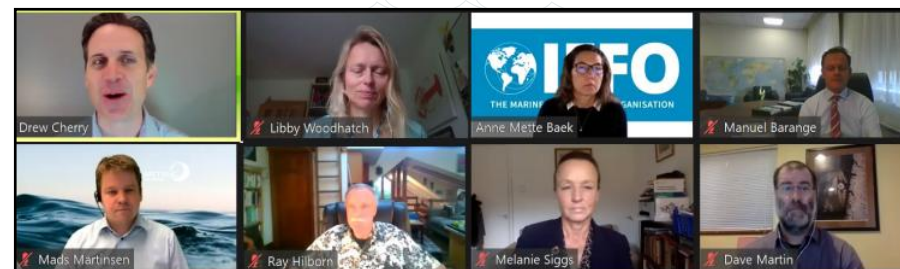 IFFO
THE MARINE
ORGANISATION
Drew Cherry
Libby Woodhatch
Anne Mette Baek
Manuel Barange
Mads Martinsen
Ray Hilborn
Melanie Siggs
Dave Martin